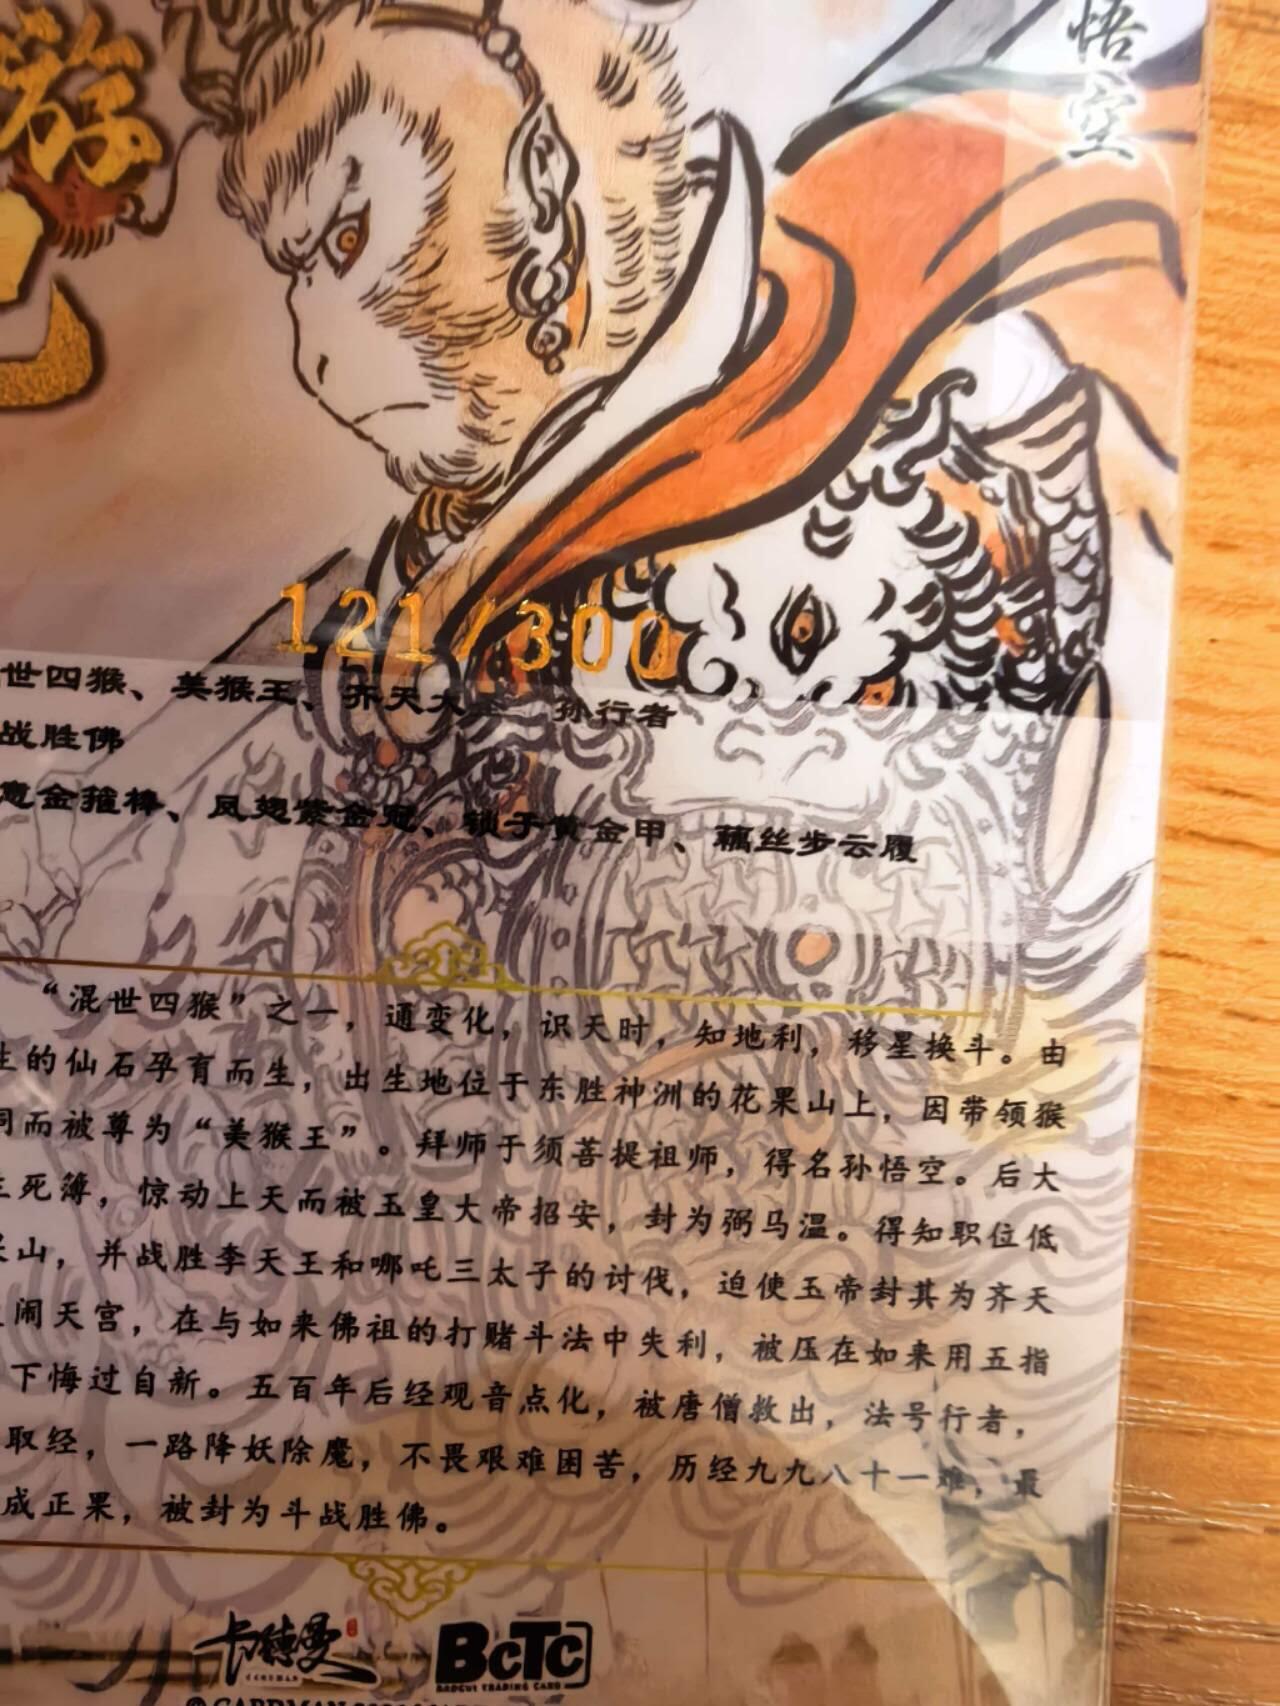 游
悟空
121/300
世四猴、美猴王、齐天大 孙行者
战胜佛
意金箍棒、凤翅紫金冠、锁子黄金甲、藕丝步云履
“混世四猴”之一，通变化，识天时，知地利，移星换斗。由
生的仙石孕育而生，出生地位于东胜神洲的花果山上，因带领猴
洞而被尊为“美猴王”。拜师于须菩提祖师，得名孙悟空。后大
生死簿，惊动上天而被玉皇大帝招安，封为弼马温。得知职位低
果山，并战胜李天王和哪吒三太子的讨伐，迫使玉帝封其为齐天
闹天宫，在与如来佛祖的打赌斗法中失利，被压在如来用五指
下悔过自新。五百年后经观音点化，被唐僧救出，法号行者，
取经，一路降妖除魔，不畏艰难困苦，历经九九八十一难，最
成正果，被封为斗战胜佛。
卡德曼
BCTC
TRADING CARD